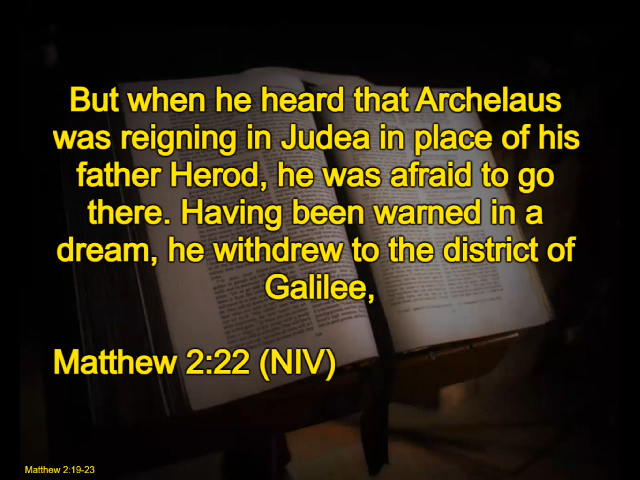 But when he heard that Archelaus
was reigning in Judea in place of his
father Herod, he was afraid to go
there. Having been warned in a
dream, he withdrew to the district of
Galilee,
Matthew 2:22 (NIV)
Matthew 2:19-23